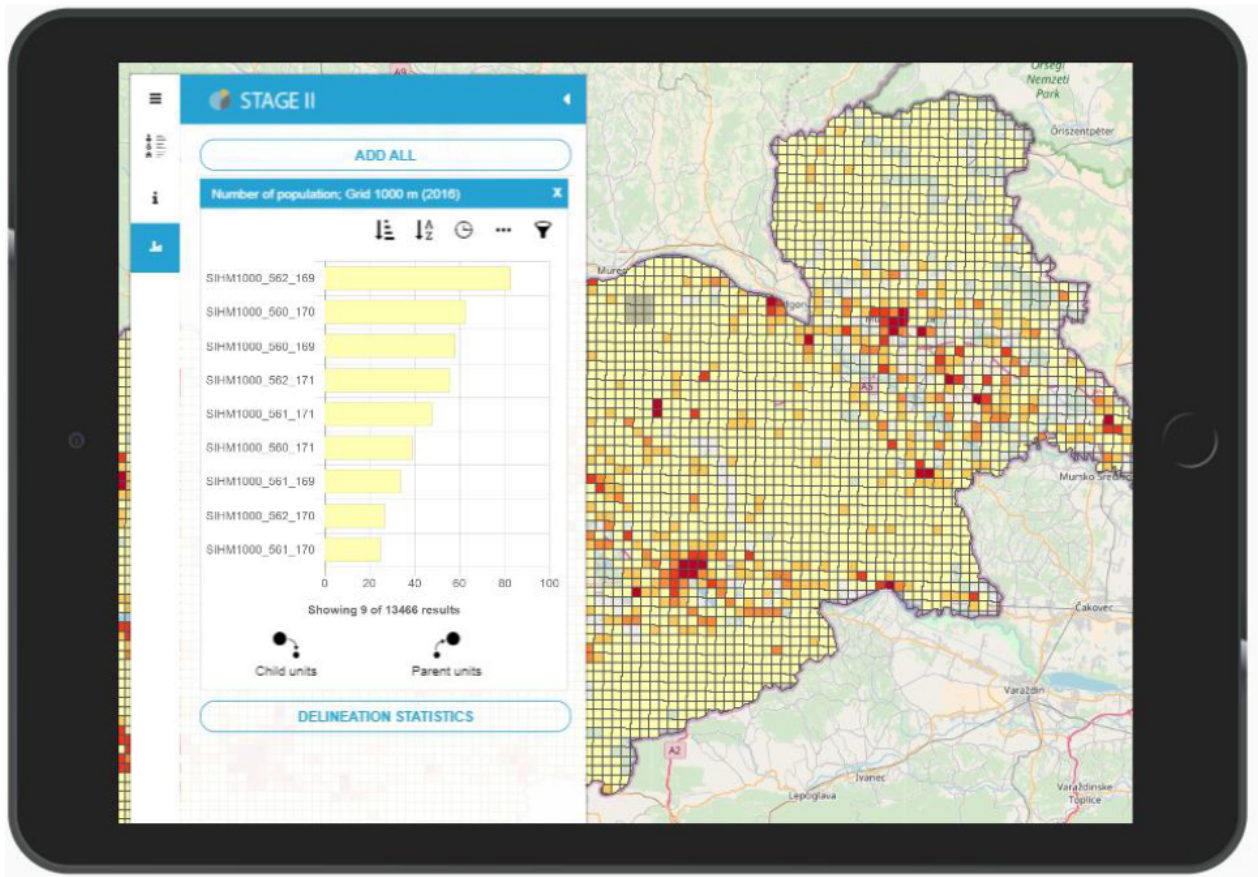 A9
STAGE II
ADD ALL
Number of population; Grid 1000 m (2016)
X
A
Z
SIHM1000_562_169
SIHM1000_560_170
SIHM1000_560_169
SIHM1000_562_171
SIHM1000_561_171
SIHM1000_560_171
SIHM1000_561_169
SIHM1000_562_170
SIHM1000_561_170
0 20 40 60 80 100
Showing 9 of 13466 results
Child units
Parent units
DELINEATION STATISTICS
Őrségi
Nemzeti
Park
Őriszentpéter
A5
Mursko
Čakovec
Varaždin
A2
Ivanec
Lepoglava
Varaždinske
Toplice